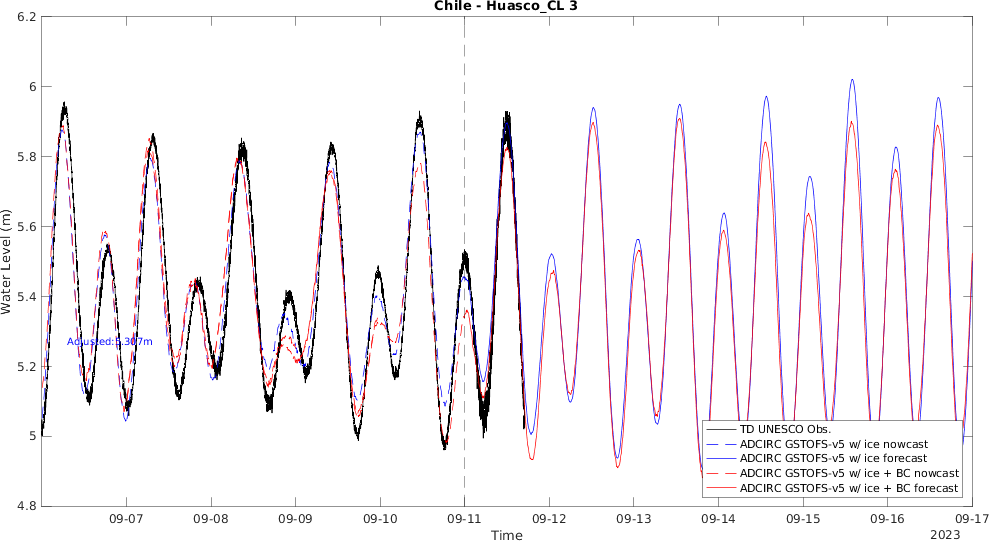 Chile - Huasco_CL 3
6.2
6
5.8
5.6
5.4
5.2
5
4.8
Water Level (m)
Adjusted:5.307m
TD UNESCO Obs.
ADCIRC GSTOFS-v5 w/ ice nowcast
ADCIRC GSTOFS-v5 w/ ice forecast
ADCIRC GSTOFS-v5 w/ ice + BC nowcast
ADCIRC GSTOFS-v5 w/ ice + BC forecast
09-07 09-08 09-09 09-10 09-11 09-12 09-13 09-14 09-15 09-16 09-17
Time
2023